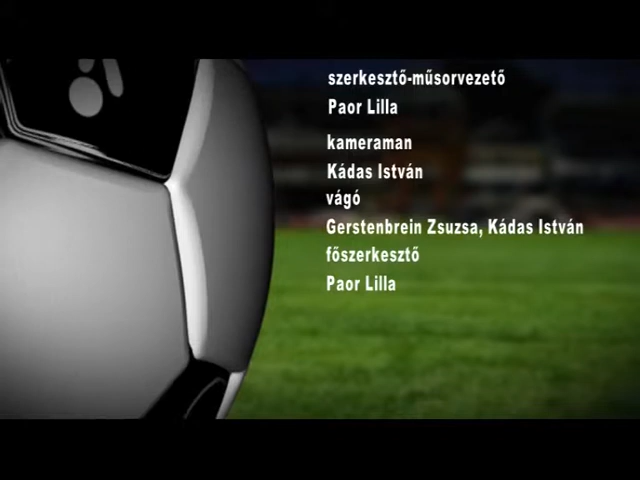 szerkesztő-műsorvezető
Paor Lilla
kameraman
Kádas István
vágó
Gerstenbrein Zsuzsa, Kádas István
főszerkesztő
Paor Lilla